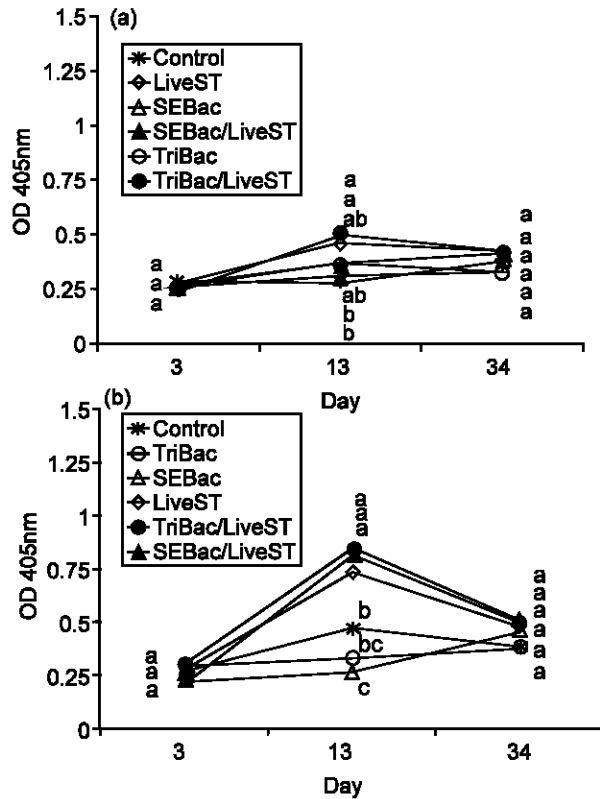 (a)
1.5
1.25
1
0.75
0.5
0.25
0
OD 405nm
Control
LiveST
SEBac
SEBac/LiveST
TriBac
TriBac/LiveST
a
a
a
a
a
ab
ab
b
b
a
a
a
a
a
a
3 13 34
Day
(b)
1.5
1.25
1
0.75
0.5
0.25
0
OD 405nm
Control
TriBac
SEBac
LiveST
TriBac/LiveST
SEBac/LiveST
a
a
a
a
a
a
b
bc
c
a
a
a
a
a
a
3 13 34
Day